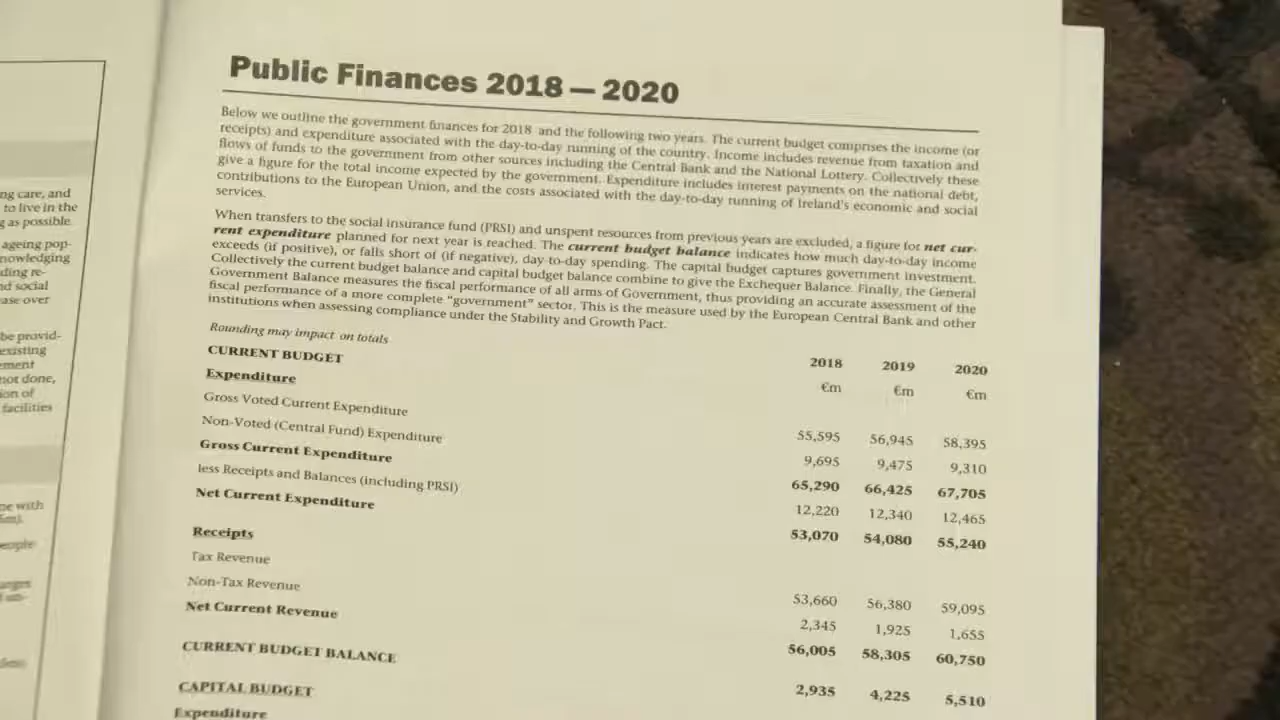 ng care, and
to live in the
g as possible.
ageing pop-
nowledging
ding re-
nd social
ase over
be provid-
existing
ement
not done,
ion of
facilities
ne with
Public Finances 2018 — 2020
Below we outline the government finances for 2018 and the following two years. The current budget comprises the income (or
receipts) and expenditure associated with the day-to-day running of the country. Income includes revenue from taxation and
flows of funds to the government from other sources including the Central Bank and the National Lottery. Collectively these
give a figure for the total income expected by the government. Expenditure includes interest payments on the national debt,
contributions to the European Union, and the costs associated with the day-to-day running of Ireland's economic and social
services.
When transfers to the social insurance fund (PRSI) and unspent resources from previous years are excluded, a figure for net cur-
rent expenditure planned for next year is reached. The current budget balance indicates how much day-to-day income
exceeds (if positive), or falls short of (if negative), day-to-day spending. The capital budget captures government investment.
Collectively the current budget balance and capital budget balance combine to give the Exchequer Balance. Finally, the General
Government Balance measures the fiscal performance of all arms of Government, thus providing an accurate assessment of the
fiscal performance of a more complete "government" sector. This is the measure used by the European Central Bank and other
institutions when assessing compliance under the Stability and Growth Pact.
Rounding may impact on totals
CURRENT BUDGET 2018 2019 2020
Expenditure €m €m €m
Gross Voted Current Expenditure 55,595 56,945 58,395
Non-Voted (Central Fund) Expenditure 9,695 9,475 9,310
Gross Current Expenditure 65,290 66,425 67,705
less Receipts and Balances (including PRSI) 12,220 12,340 12,465
Net Current Expenditure 53,070 54,080 55,240
Receipts
Tax Revenue 53,660 56,380 59,095
Non-Tax Revenue 2,345 1,925 1,655
Net Current Revenue 56,005 58,305 60,750
CURRENT BUDGET BALANCE 2,935 4,225 5,510
CAPITAL BUDGET
Expenditure